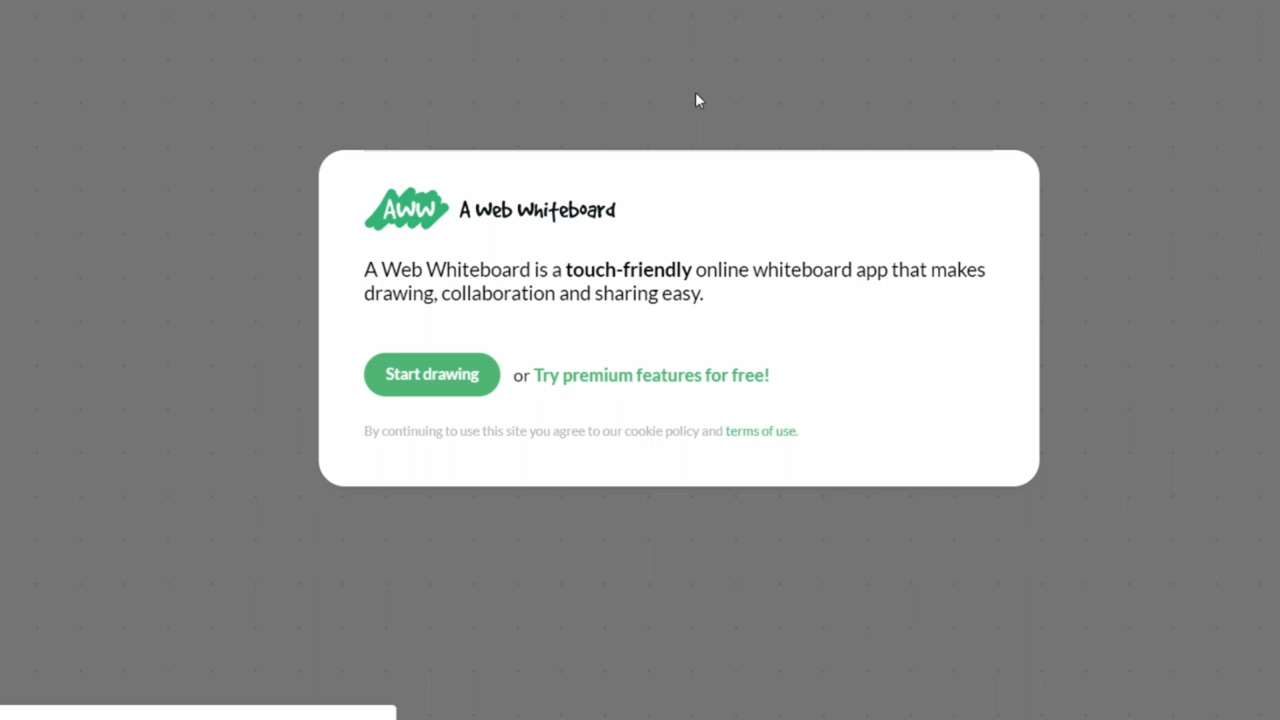 AWW A Web Whiteboard
A Web Whiteboard is a touch-friendly online whiteboard app that makes
drawing, collaboration and sharing easy.
Start drawing or Try premium features for free!
By continuing to use this site you agree to our cookie policy and terms of use.